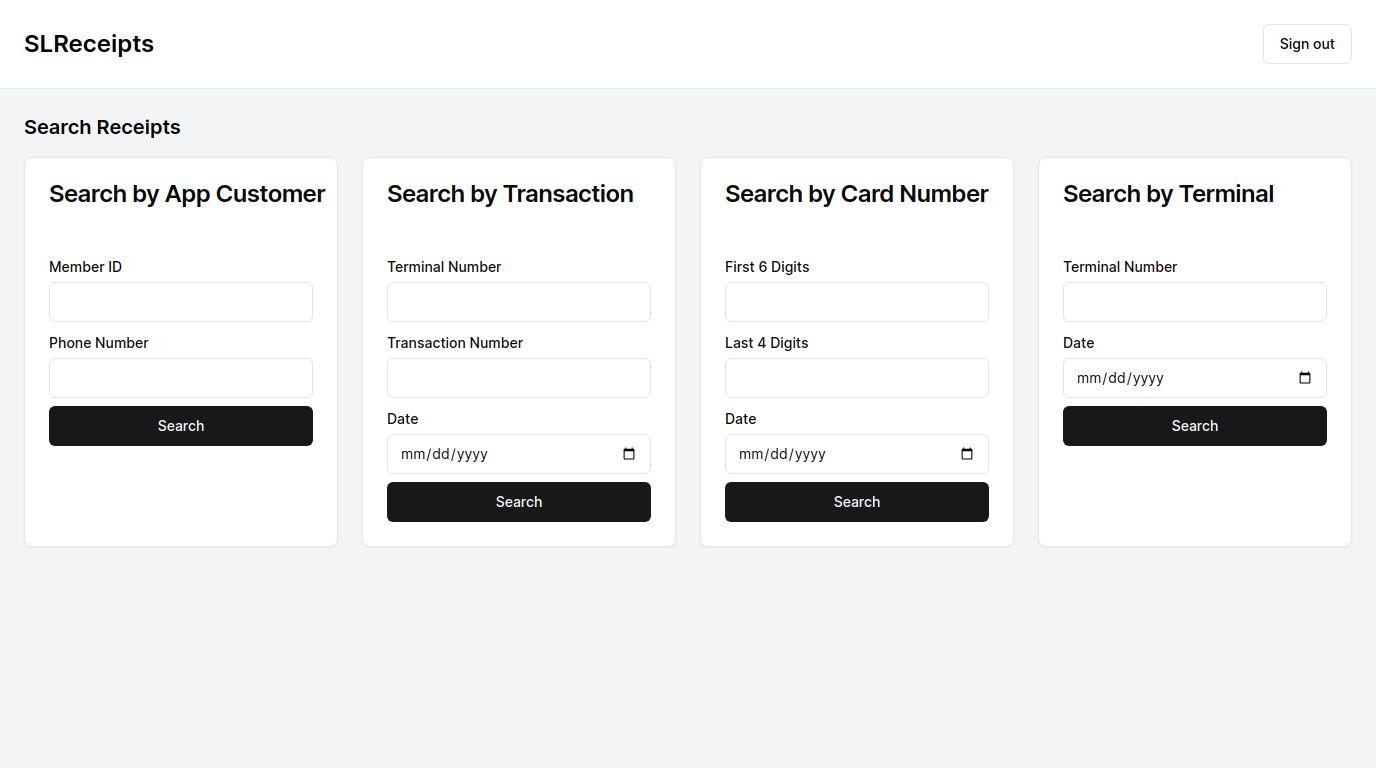 SLReceipts
Sign out
Search Receipts
Search by App Customer
Member ID
Phone Number
Search
Search by Transaction
Terminal Number
Transaction Number
Date
mm/dd/yyyy
Search
Search by Card Number
First 6 Digits
Last 4 Digits
Date
mm/dd/yyyy
Search
Search by Terminal
Terminal Number
Date
mm/dd/yyyy
Search